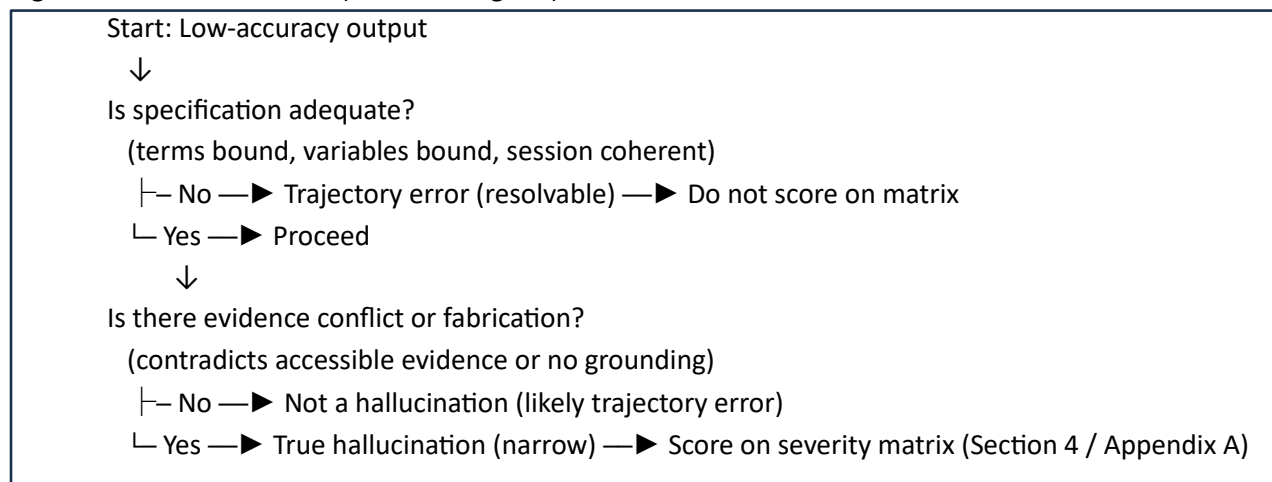 Start: Low-accuracy output
↓
Is specification adequate?
(terms bound, variables bound, session coherent)
├– No —► Trajectory error (resolvable) —► Do not score on matrix
└– Yes —► Proceed
↓
Is there evidence conflict or fabrication?
(contradicts accessible evidence or no grounding)
├– No —► Not a hallucination (likely trajectory error)
└– Yes —► True hallucination (narrow) —► Score on severity matrix (Section 4 / Appendix A)